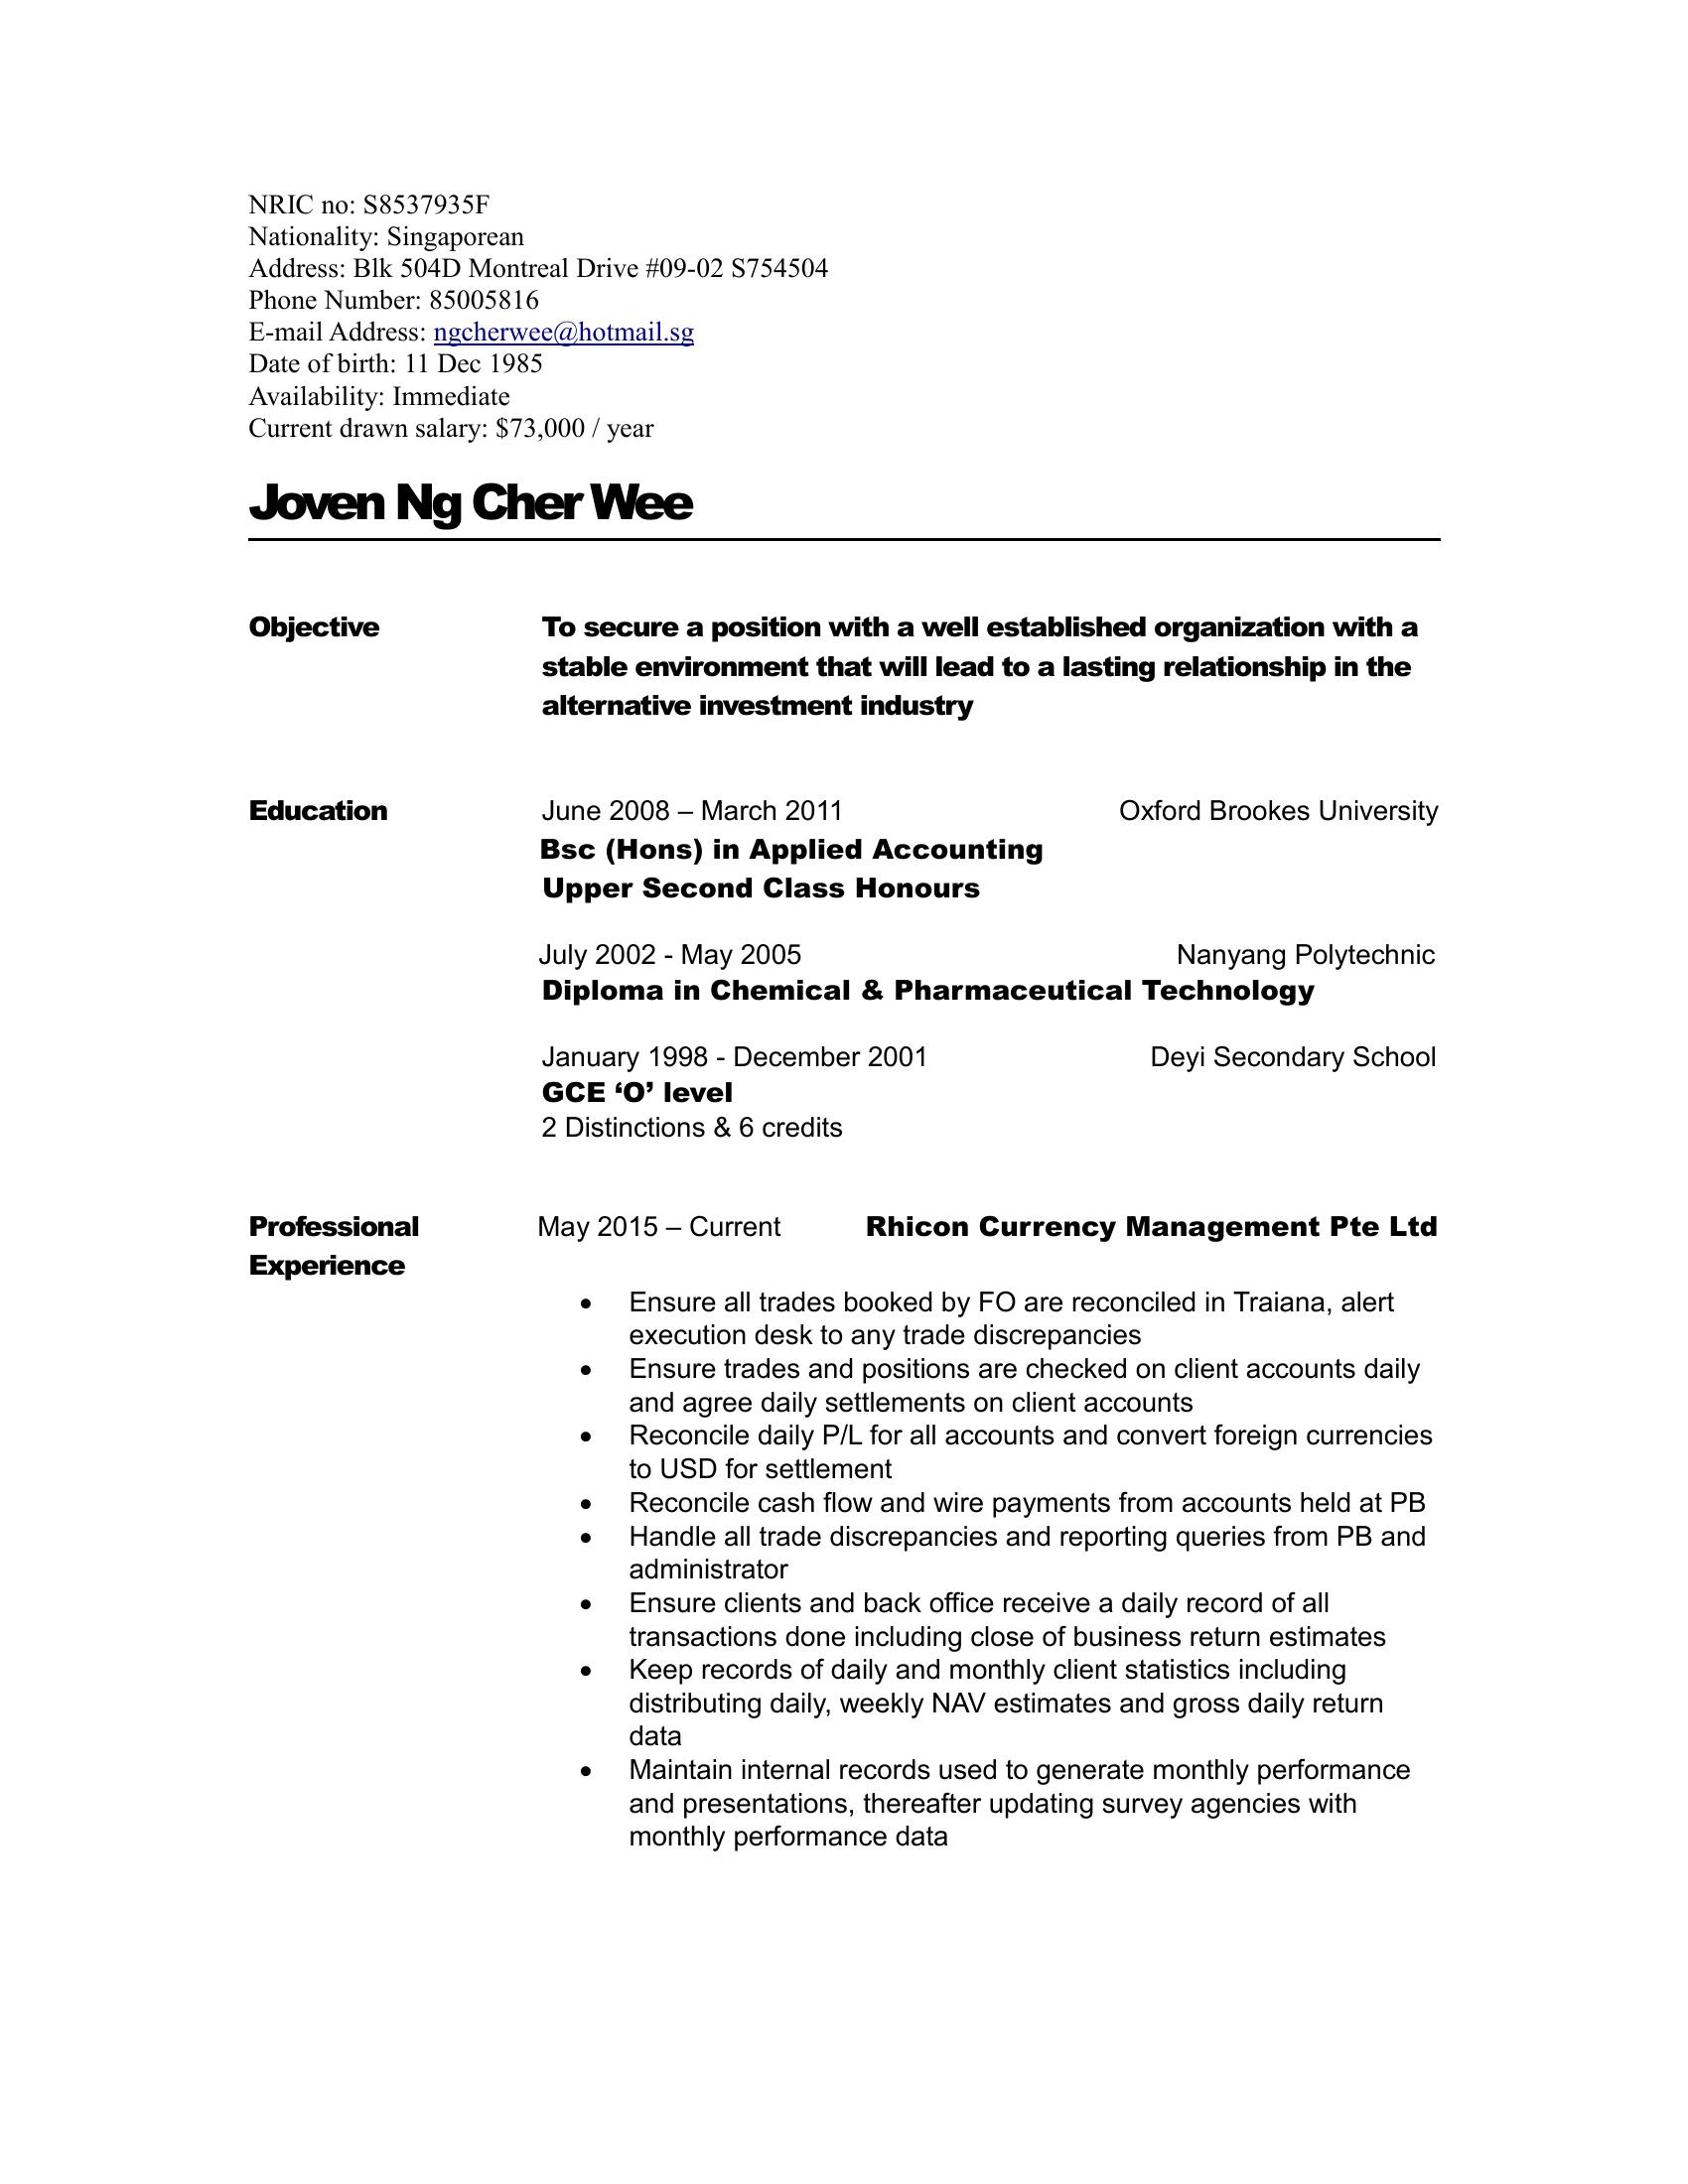 NRIC no: S8537935F
Nationality: Singaporean
Address: Blk 504D Montreal Drive #09-02 S754504
Phone Number: 85005816
E-mail Address: ngcherwee@hotmail.sg
Date of birth: 11 Dec 1985
Availability: Immediate
Current drawn salary: $73,000 / year
Joven Ng Cher Wee
Objective To secure a position with a well established organization with a
stable environment that will lead to a lasting relationship in the
alternative investment industry
Education June 2008 – March 2011 Oxford Brookes University
Bsc (Hons) in Applied Accounting
Upper Second Class Honours
July 2002 - May 2005 Nanyang Polytechnic
Diploma in Chemical & Pharmaceutical Technology
January 1998 - December 2001 Deyi Secondary School
GCE ‘O’ level
2 Distinctions & 6 credits
Professional May 2015 – Current Rhicon Currency Management Pte Ltd
Experience
• Ensure all trades booked by FO are reconciled in Traiana, alert
execution desk to any trade discrepancies
• Ensure trades and positions are checked on client accounts daily
and agree daily settlements on client accounts
• Reconcile daily P/L for all accounts and convert foreign currencies
to USD for settlement
• Reconcile cash flow and wire payments from accounts held at PB
• Handle all trade discrepancies and reporting queries from PB and
administrator
• Ensure clients and back office receive a daily record of all
transactions done including close of business return estimates
• Keep records of daily and monthly client statistics including
distributing daily, weekly NAV estimates and gross daily return
data
• Maintain internal records used to generate monthly performance
and presentations, thereafter updating survey agencies with
monthly performance data